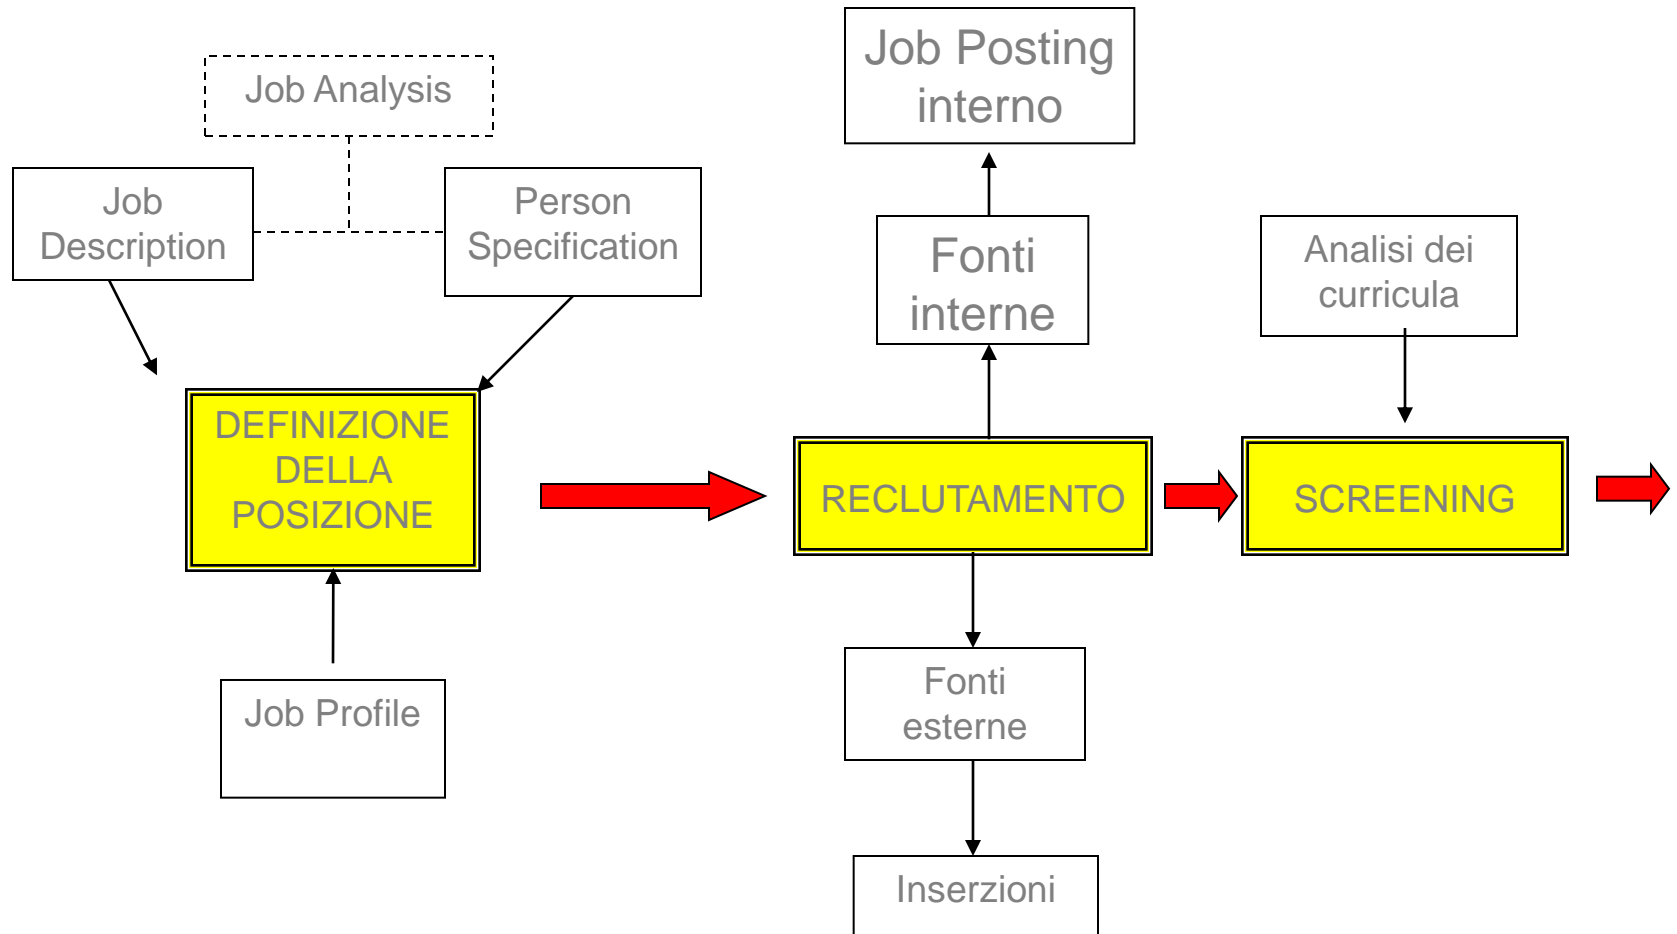 Job Analysis
Job
Description
Person
Specification
DEFINIZIONE
DELLA
POSIZIONE
Job Profile
Job Posting
interno
Fonti
interne
RECLUTAMENTO
Fonti
esterne
Inserzioni
Analisi dei
curricula
SCREENING